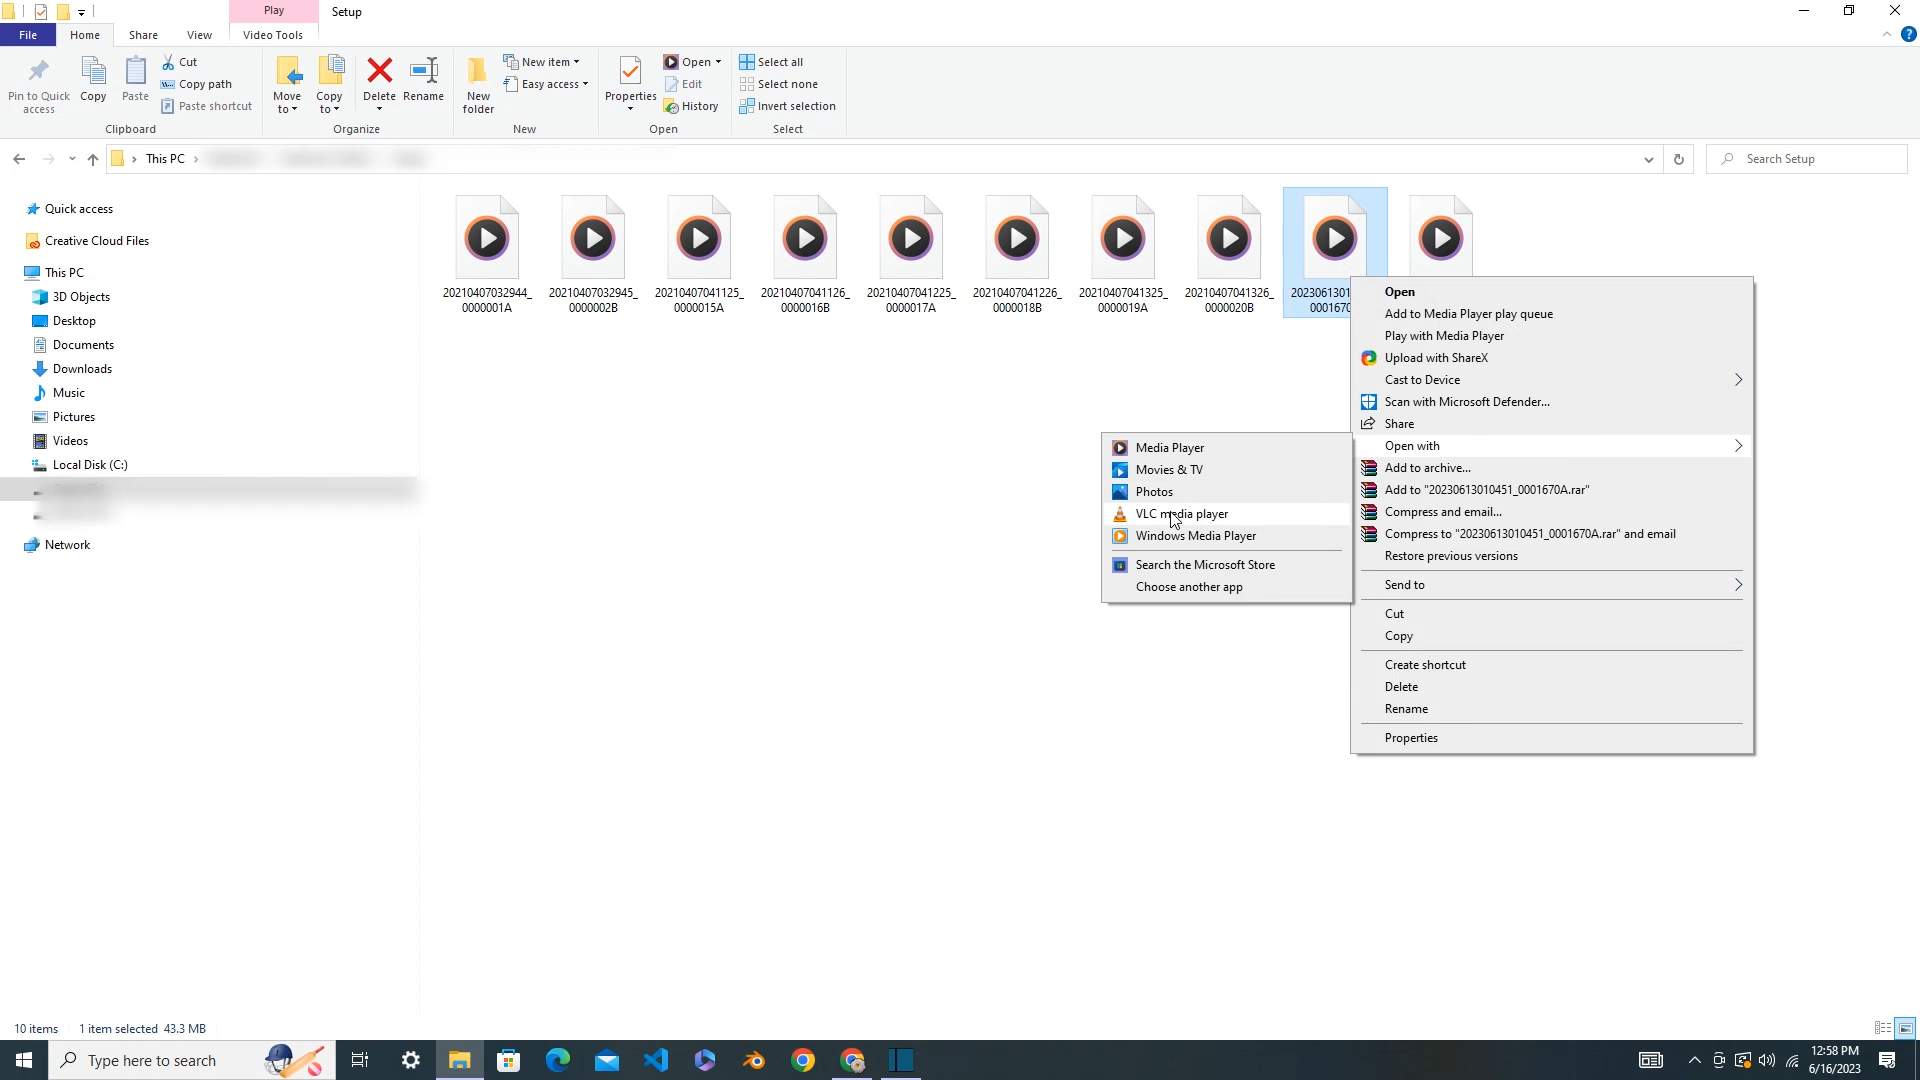 Play
Setup
File
Home
Share
View
Video Tools
Pin to Quick access
Copy
Paste
Cut
Copy path
Paste shortcut
Clipboard
Move to
Copy to
Delete
Rename
Organize
New folder
New item
Easy access
New
Properties
Open
Edit
History
Open
Select all
Select none
Invert selection
Select
This PC
Search Setup
Quick access
Creative Cloud Files
This PC
3D Objects
Desktop
Documents
Downloads
Music
Pictures
Videos
Local Disk (C:)
Network
20210407032944_
0000001A
20210407032945_
0000002B
20210407041125_
0000015A
20210407041126_
0000016B
20210407041225_
0000017A
20210407041226_
0000018B
20210407041325_
0000019A
20210407041326_
0000020B
Open
Add to Media Player play queue
Play with Media Player
Upload with ShareX
Cast to Device
Scan with Microsoft Defender...
Share
Open with
Add to archive...
Add to "20230613010451_0001670A.rar"
Compress and email...
Compress to "20230613010451_0001670A.rar" and email
Restore previous versions
Send to
Cut
Copy
Create shortcut
Delete
Rename
Properties
Media Player
Movies & TV
Photos
VLC media player
Windows Media Player
Search the Microsoft Store
Choose another app
10 items
1 item selected 43.3 MB
Type here to search
12:58 PM
6/16/2023